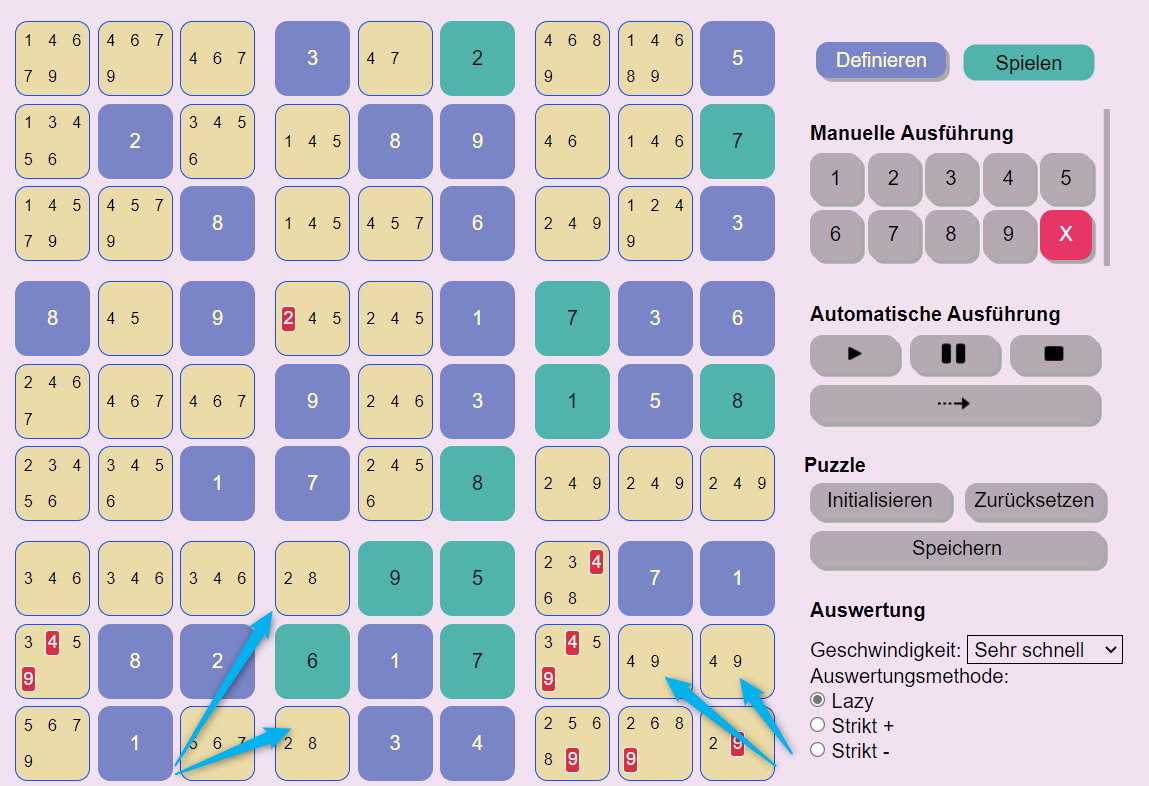 1 4 6 4 6 7 4 6 7 3 4 7 2 4 6 8 1 4 6 5
7 9 9 9 8 9
1 3 4 2 3 4 5 1 4 5 8 9 4 6 1 4 6 7
5 6 6
1 4 5 4 5 7 8 1 4 5 4 5 7 6 2 4 9 1 2 4 3
7 9 9 9
8 4 5 9 2 4 5 2 4 5 1 7 3 6
2 4 6 4 6 7 4 6 7 9 2 4 6 3 1 5 8
7
2 3 4 3 4 5 1 7 2 4 5 8 2 4 9 2 4 9 2 4 9
5 6 6 6
3 4 6 3 4 6 3 4 6 2 8 9 5 2 3 4 7 1
6 8
3 4 5 8 2 6 1 7 3 4 5 4 9 4 9
9 9
5 6 7 1 5 6 7 2 8 3 4 2 5 6 2 6 8 2 9
9 8 9 9
Definieren Spielen
Manuelle Ausführung
1 2 3 4 5
6 7 8 9 X
Automatische Ausführung
Puzzle
Initialisieren Zurücksetzen
Speichern
Auswertung
Geschwindigkeit: Sehr schnell
Auswertungsmethode:
Lazy
Strikt +
Strikt -